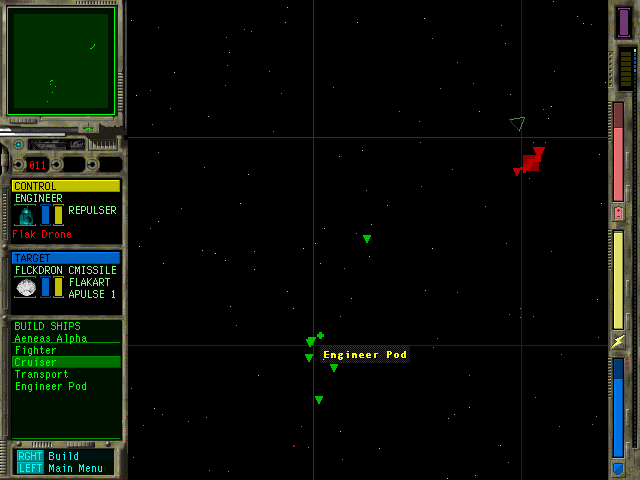 011
CONTROL
ENGINEER
REPULSER
Flak Drona
TARGET
FLCKDRON CMISSILE
FLAKART
APULSE 1
BUILD SHIPS
Aeneas Alpha
Fighter
Cruiser
Transport
Engineer Pod
RGHT Build
LEFT Main Menu
Engineer Pod